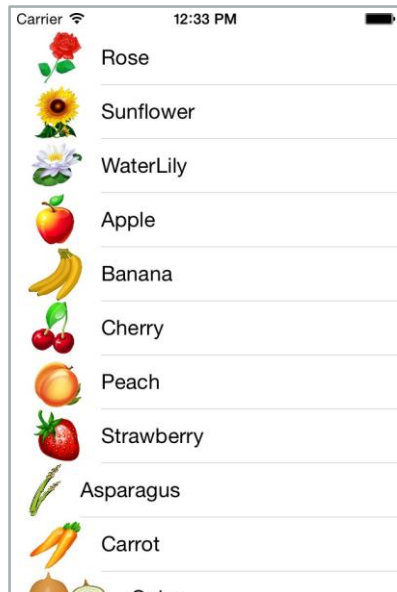 Carrier 12:33 PM
Rose
Sunflower
WaterLily
Apple
Banana
Cherry
Peach
Strawberry
Asparagus
Carrot